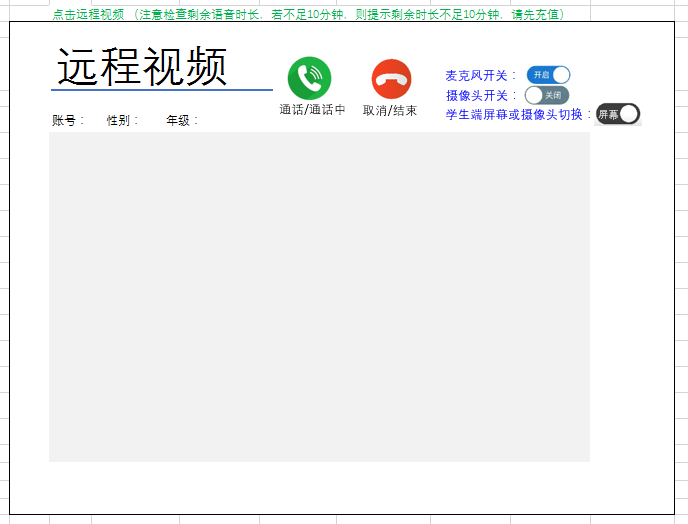 点击远程视频 （注意检查剩余语音时长，若不足10分钟，则提示剩余时长不足10分钟，请先充值）
远程视频
通话/通话中
取消/结束
麦克风开关： 开启
摄像头开关： 关闭
学生端屏幕或摄像头切换： 屏幕
账号： 性别： 年级：